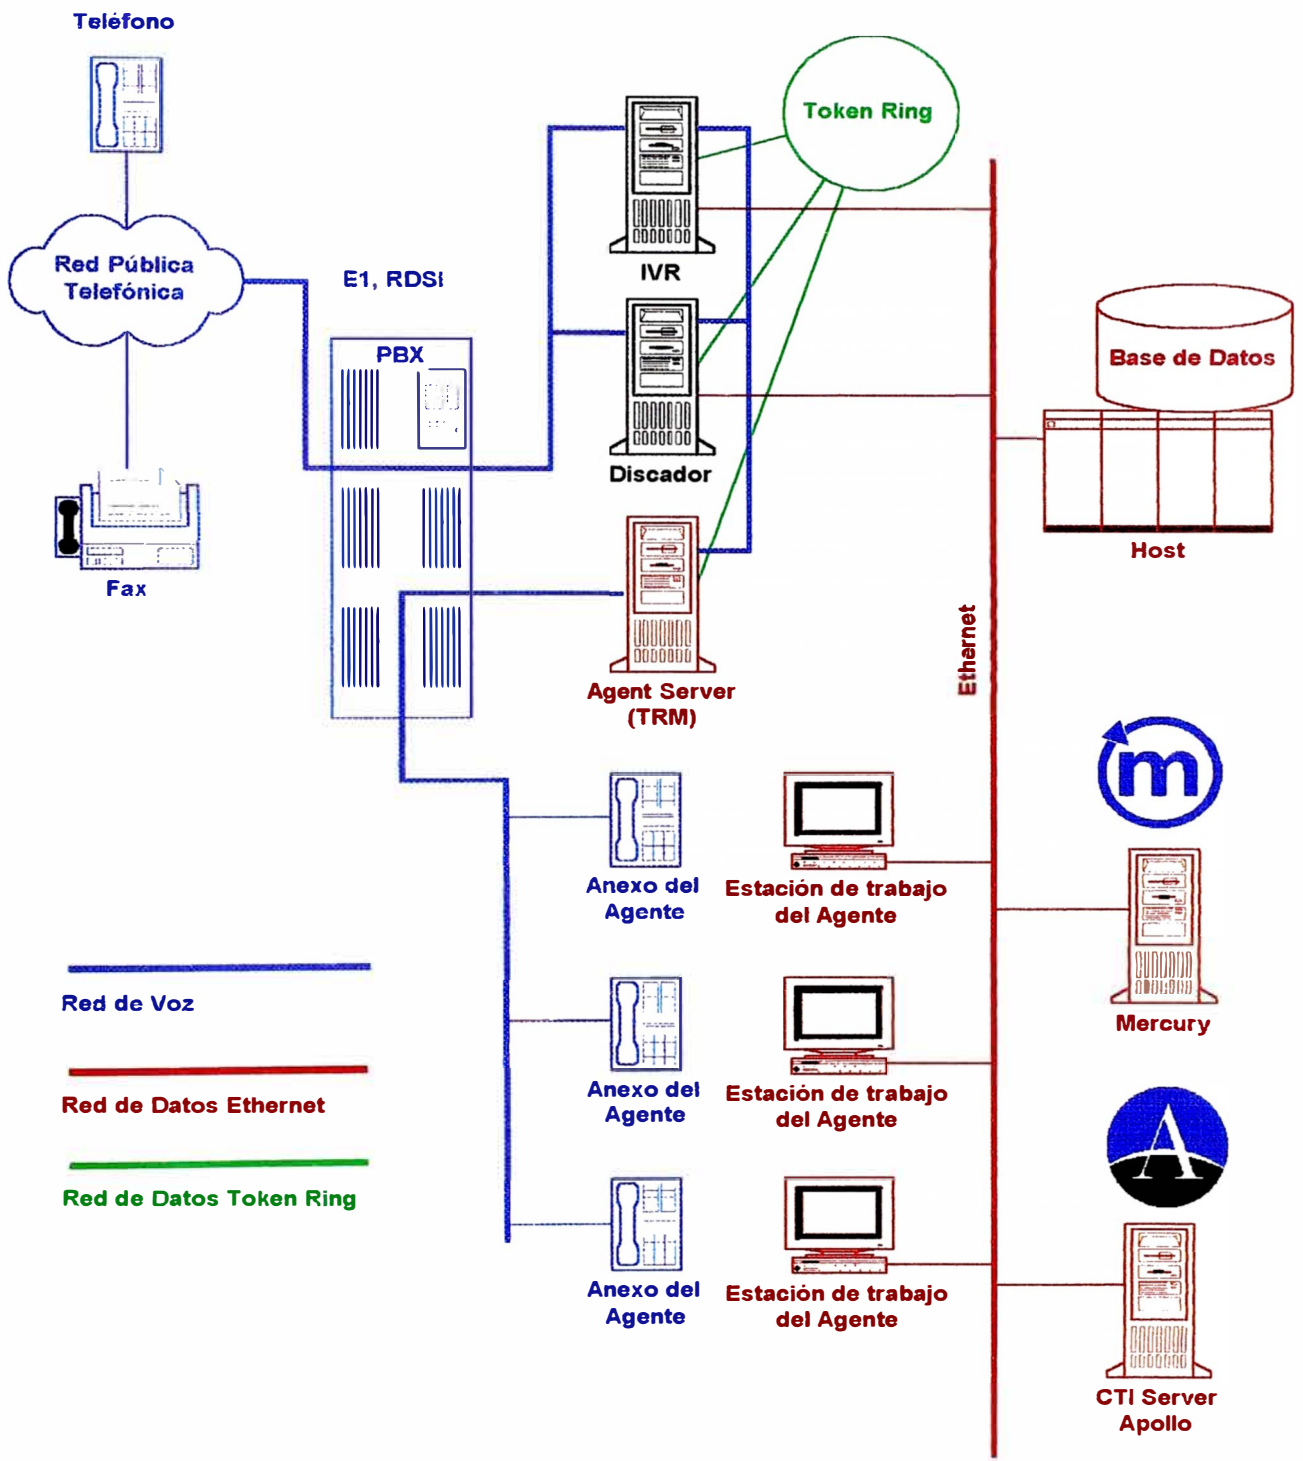 Teléfono
Token Ring
Red Pública
Telefónica
E1, RDSI
IVR
PBX
Base de Datos
Discador
Host
Fax
Ethernet
Agent Server
(TRM)
m
Anexo del
Agente
Estación de trabajo
del Agente
Red de Voz
Mercury
Anexo del
Agente
Estación de trabajo
del Agente
Red de Datos Ethernet
A
Red de Datos Token Ring
Anexo del
Agente
Estación de trabajo
del Agente
CTI Server
Apollo